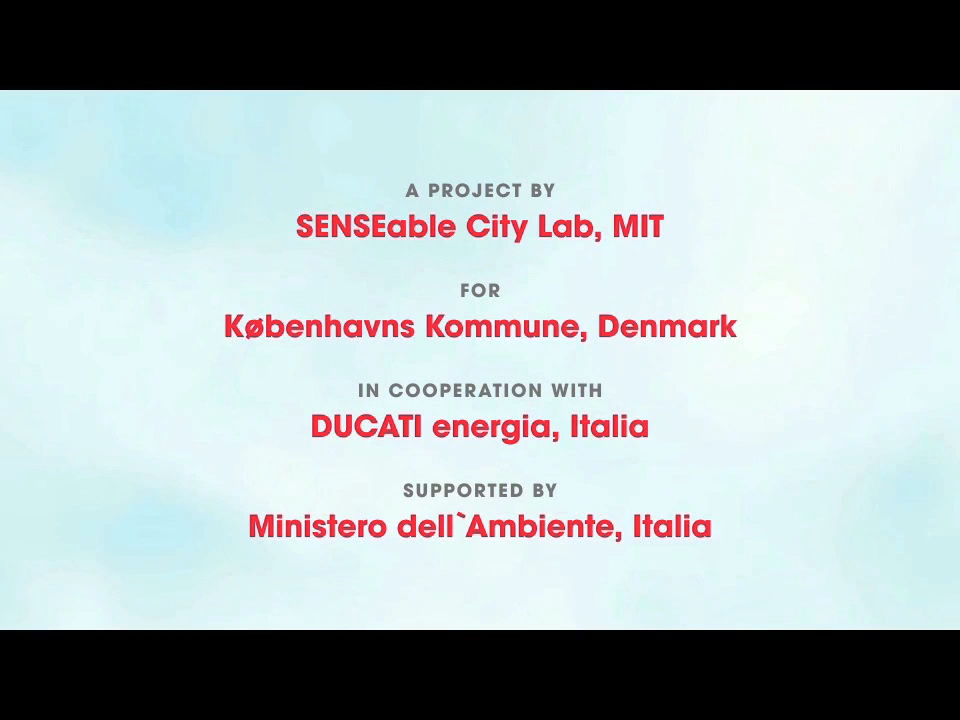 A PROJECT BY
SENSEable City Lab, MIT
FOR
Københavns Kommune, Denmark
IN COOPERATION WITH
DUCATI energia, Italia
SUPPORTED BY
Ministero dell`Ambiente, Italia